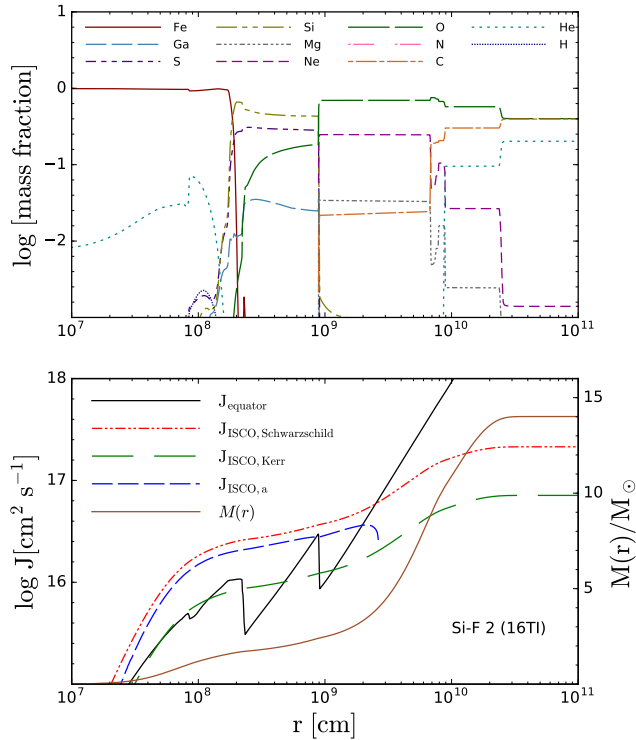 Fe Si O He
Ga Mg N H
S Ne C
log [mass fraction]
0
−1
−2
10^7 10^8 10^9 10^10 10^11
18
17
16
log J[cm^2 s^−1]
J_equator
J_ISCO, Schwarzschild
J_ISCO, Kerr
J_ISCO, a
M(r)
15
10
5
M(r)/M_⊙
Si-F 2 (16TI)
10^7 10^8 10^9 10^10 10^11
r [cm]